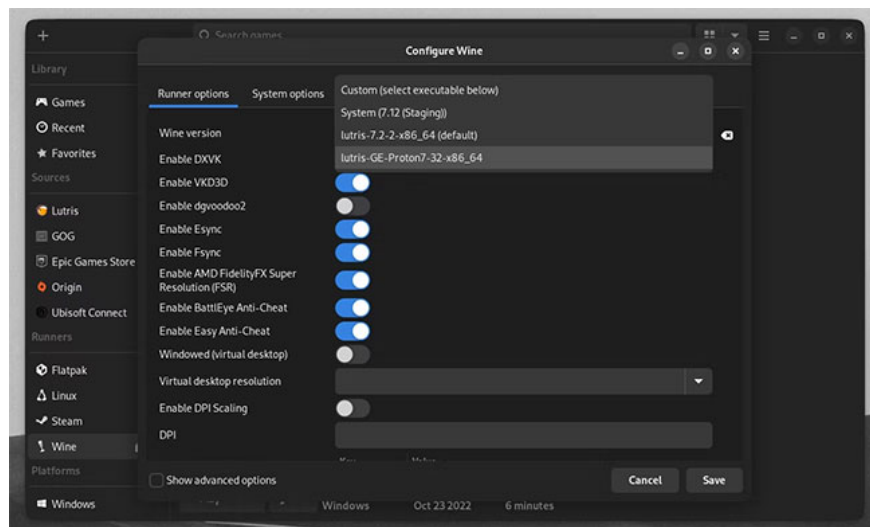 Search games
Configure Wine
Library
Games
Recent
Favorites
Sources
Lutris
GOG
Epic Games Store
Origin
Ubisoft Connect
Runners
Flatpak
Linux
Steam
Wine
Platforms
Windows
Runner options
System options
Custom (select executable below)
System (7.12 (Staging))
lutris-7.2-2-x86_64 (default)
lutris-GE-Proton7-32-x86_64
Wine version
Enable DXVK
Enable VKD3D
Enable dgvoodoo2
Enable Esync
Enable Fsync
Enable AMD FidelityFX Super
Resolution (FSR)
Enable BattlEye Anti-Cheat
Enable Easy Anti-Cheat
Windowed (virtual desktop)
Virtual desktop resolution
Enable DPI Scaling
DPI
Show advanced options
Cancel
Save
Windows
Oct 23 2022
6 minutes